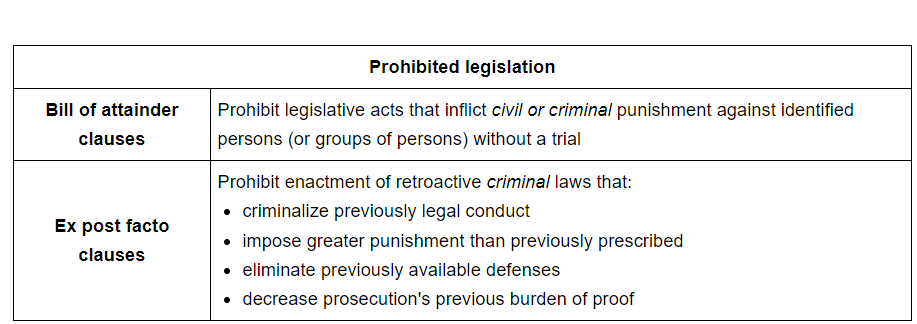 Prohibited legislation
Bill of attainder
clauses
Prohibit legislative acts that inflict civil or criminal punishment against identified
persons (or groups of persons) without a trial
Ex post facto
clauses
Prohibit enactment of retroactive criminal laws that:
• criminalize previously legal conduct
• impose greater punishment than previously prescribed
• eliminate previously available defenses
• decrease prosecution's previous burden of proof